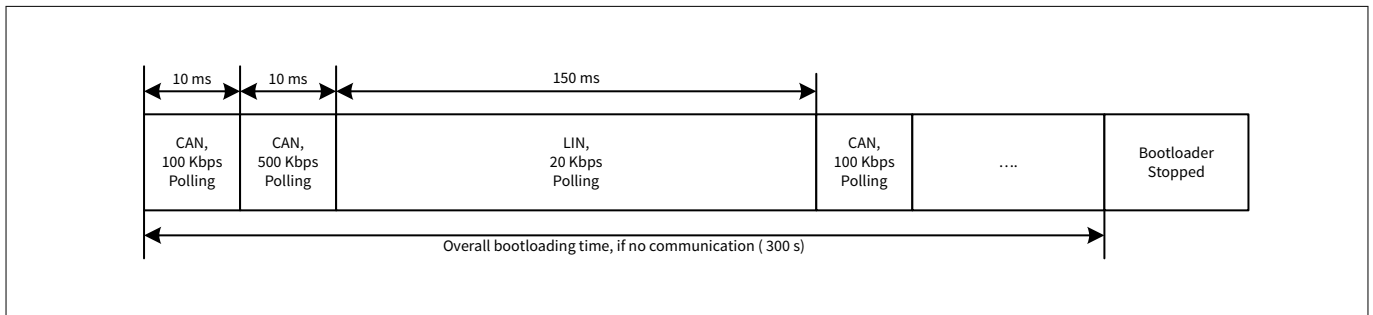 10 ms
10 ms
150 ms
CAN,
100 Kbps
Polling
CAN,
500 Kbps
Polling
LIN,
20 Kbps
Polling
CAN,
100 Kbps
Polling
....
Bootloader
Stopped
Overall bootloading time, if no communication ( 300 s)